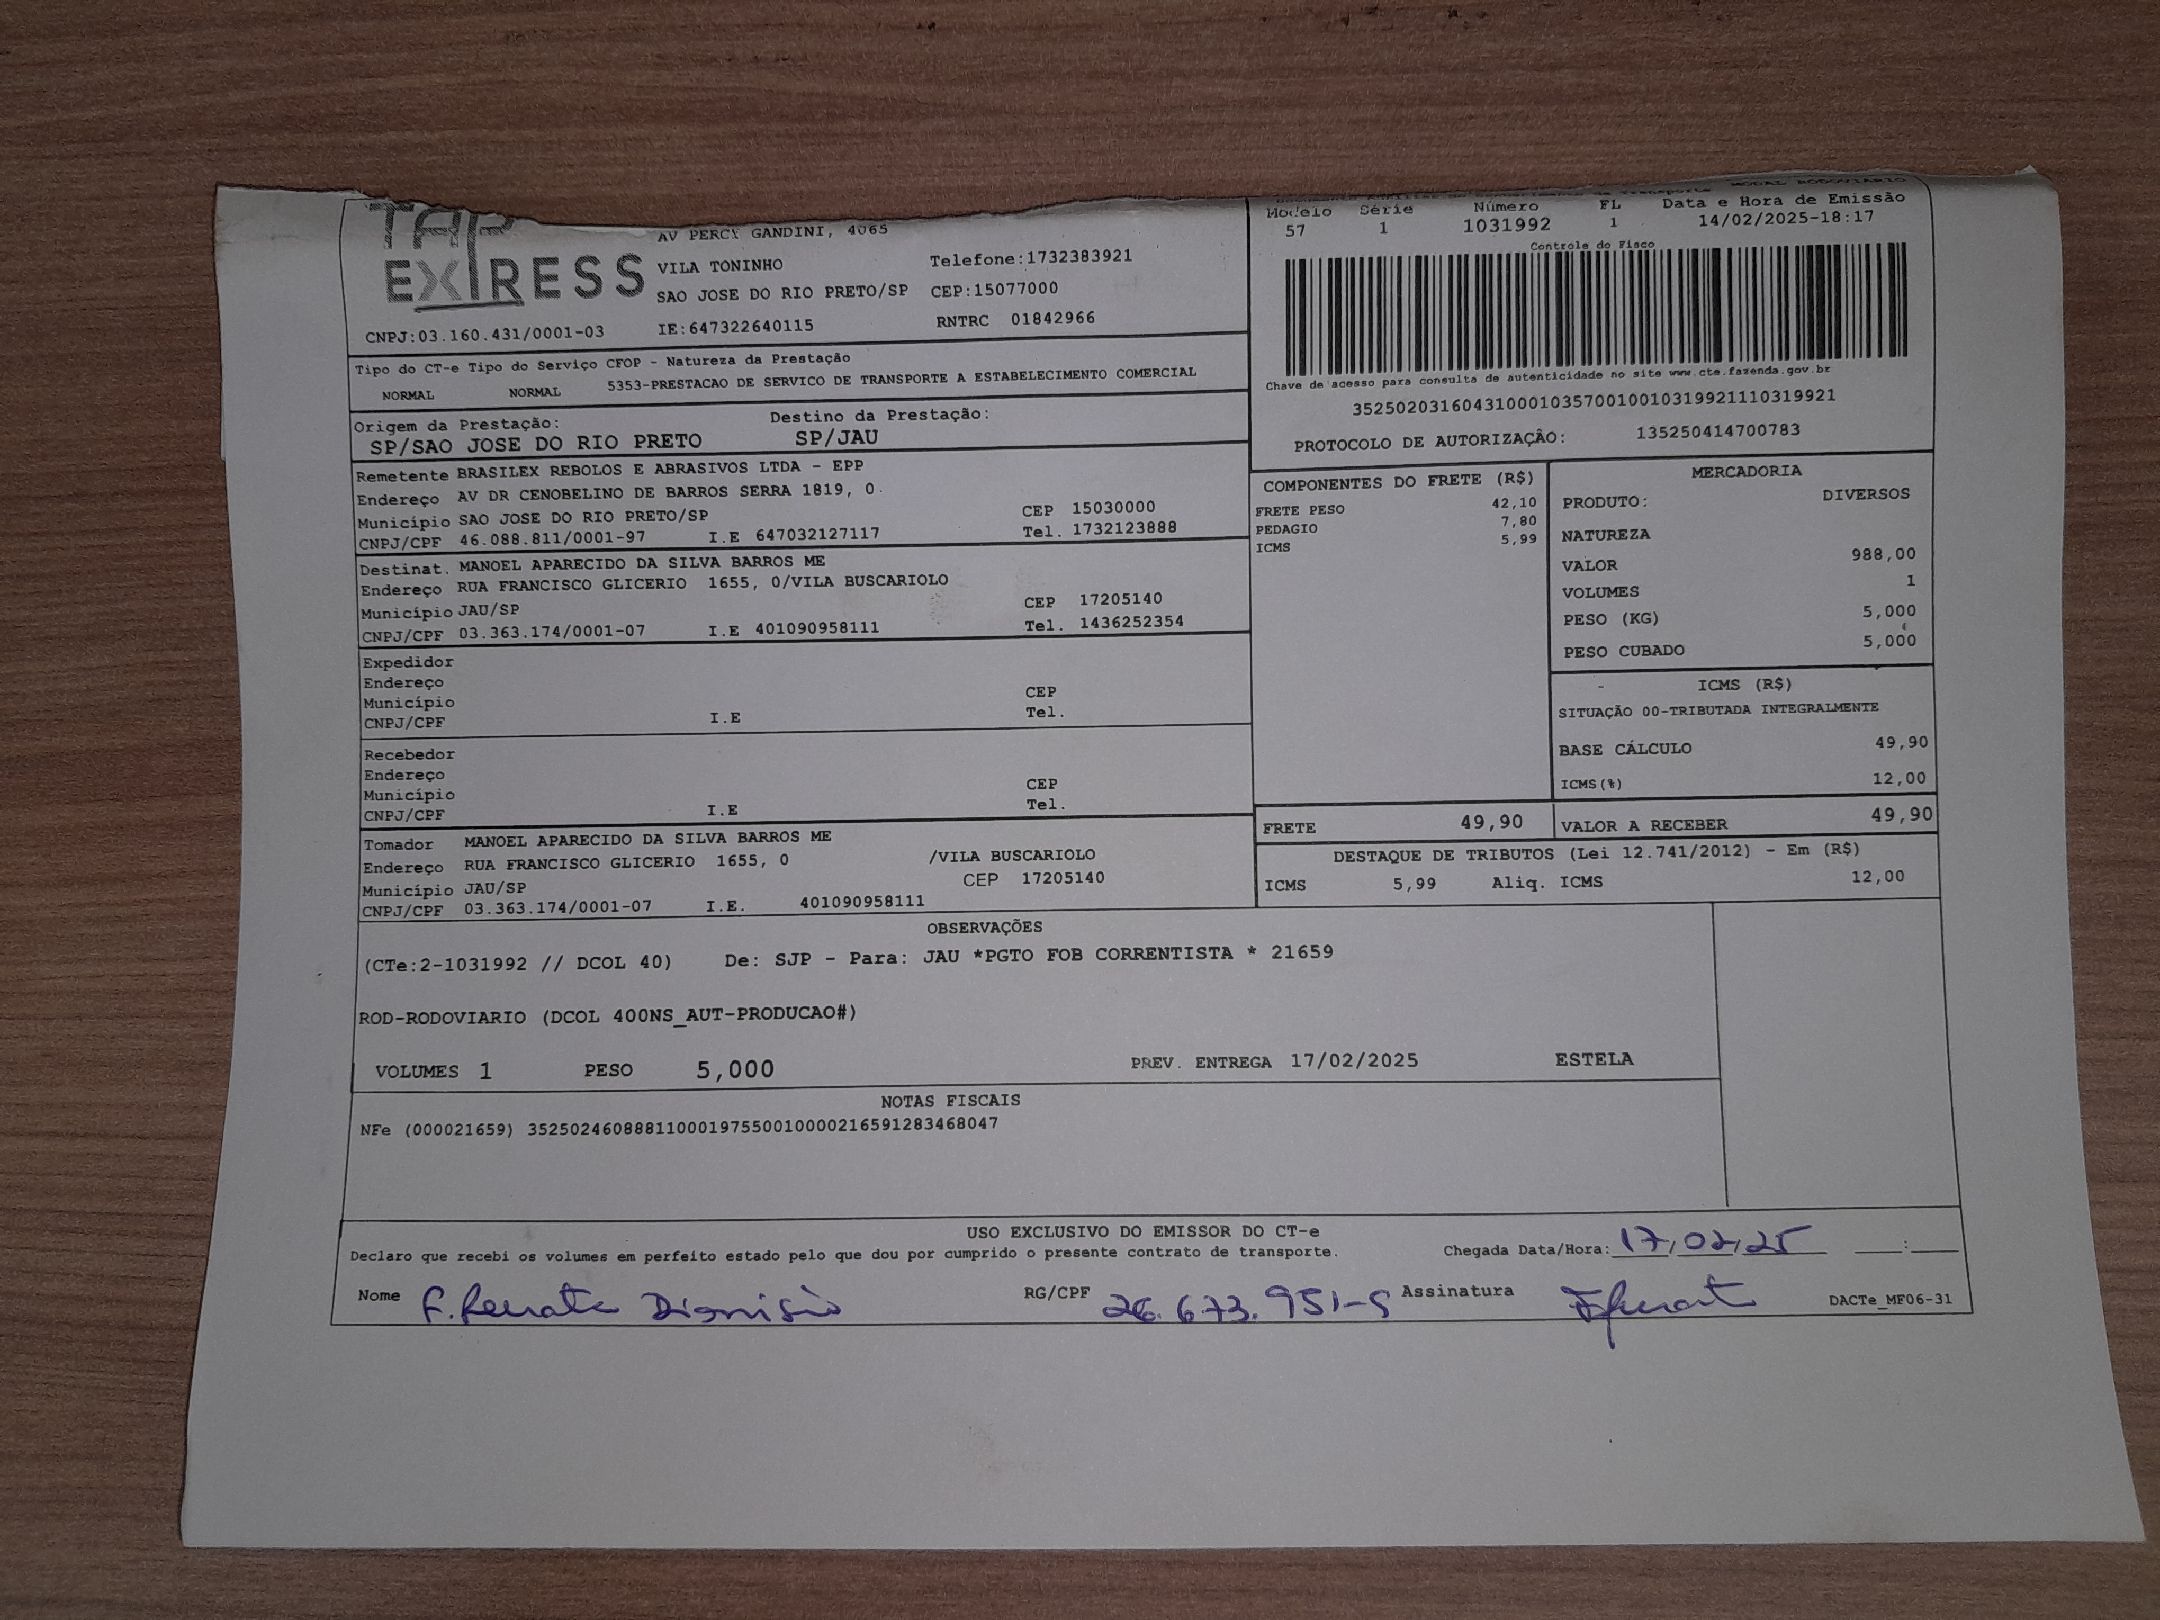 TAP
EXPRESS
AV PERCY GANDINI, 4065
VILA TONINHO Telefone:1732383921
SAO JOSE DO RIO PRETO/SP CEP:15077000
CNPJ:03.160.431/0001-03 IE:647322640115 RNTRC 01842966
MODAL RODOVIÁRIO
Modelo Série Número FL Data e Hora de Emissão
57 1 1031992 1 14/02/2025-18:17
Controle do Fisco
Chave de acesso para consulta de autenticidade no site www.cte.fazenda.gov.br
35250203160431000103570010010319921110319921
PROTOCOLO DE AUTORIZAÇÃO: 135250414700783
Tipo do CT-e Tipo do Serviço CFOP - Natureza da Prestação
NORMAL NORMAL 5353-PRESTACAO DE SERVICO DE TRANSPORTE A ESTABELECIMENTO COMERCIAL
Origem da Prestação: Destino da Prestação:
SP/SAO JOSE DO RIO PRETO SP/JAU
Remetente BRASILEX REBOLOS E ABRASIVOS LTDA - EPP
Endereço AV DR CENOBELINO DE BARROS SERRA 1819, 0
Município SAO JOSE DO RIO PRETO/SP CEP 15030000
CNPJ/CPF 46.088.811/0001-97 I.E 647032127117 Tel. 1732123888
Destinat. MANOEL APARECIDO DA SILVA BARROS ME
Endereço RUA FRANCISCO GLICERIO 1655, 0/VILA BUSCARIOLO
Município JAU/SP CEP 17205140
CNPJ/CPF 03.363.174/0001-07 I.E 401090958111 Tel. 1436252354
Expedidor
Endereço
Município CEP
CNPJ/CPF I.E Tel.
Recebedor
Endereço
Município CEP
CNPJ/CPF I.E Tel.
Tomador MANOEL APARECIDO DA SILVA BARROS ME
Endereço RUA FRANCISCO GLICERIO 1655, 0 /VILA BUSCARIOLO
Município JAU/SP CEP 17205140
CNPJ/CPF 03.363.174/0001-07 I.E. 401090958111
COMPONENTES DO FRETE (R$)
FRETE PESO 42,10
PEDAGIO 7,80
ICMS 5,99
MERCADORIA
PRODUTO: DIVERSOS
NATUREZA
VALOR 988,00
VOLUMES 1
PESO (KG) 5,000
PESO CUBADO 5,000
ICMS (R$)
SITUAÇÃO 00-TRIBUTADA INTEGRALMENTE
BASE CÁLCULO 49,90
ICMS(%) 12,00
FRETE 49,90 VALOR A RECEBER 49,90
DESTAQUE DE TRIBUTOS (Lei 12.741/2012) - Em (R$)
ICMS 5,99 Aliq. ICMS 12,00
OBSERVAÇÕES
(CTe:2-1031992 // DCOL 40) De: SJP - Para: JAU *PGTO FOB CORRENTISTA * 21659
ROD-RODOVIARIO (DCOL 400NS_AUT-PRODUCAO#)
VOLUMES 1 PESO 5,000 PREV. ENTREGA 17/02/2025 ESTELA
NOTAS FISCAIS
NFe (000021659) 35250246088811000197550010000216591283468047
USO EXCLUSIVO DO EMISSOR DO CT-e
Declaro que recebi os volumes em perfeito estado pelo que dou por cumprido o presente contrato de transporte. Chegada Data/Hora: 17/02/25 ___:___
Nome F. Renata Dionisio RG/CPF 26.673.951-5 Assinatura DACTe_MF06-31